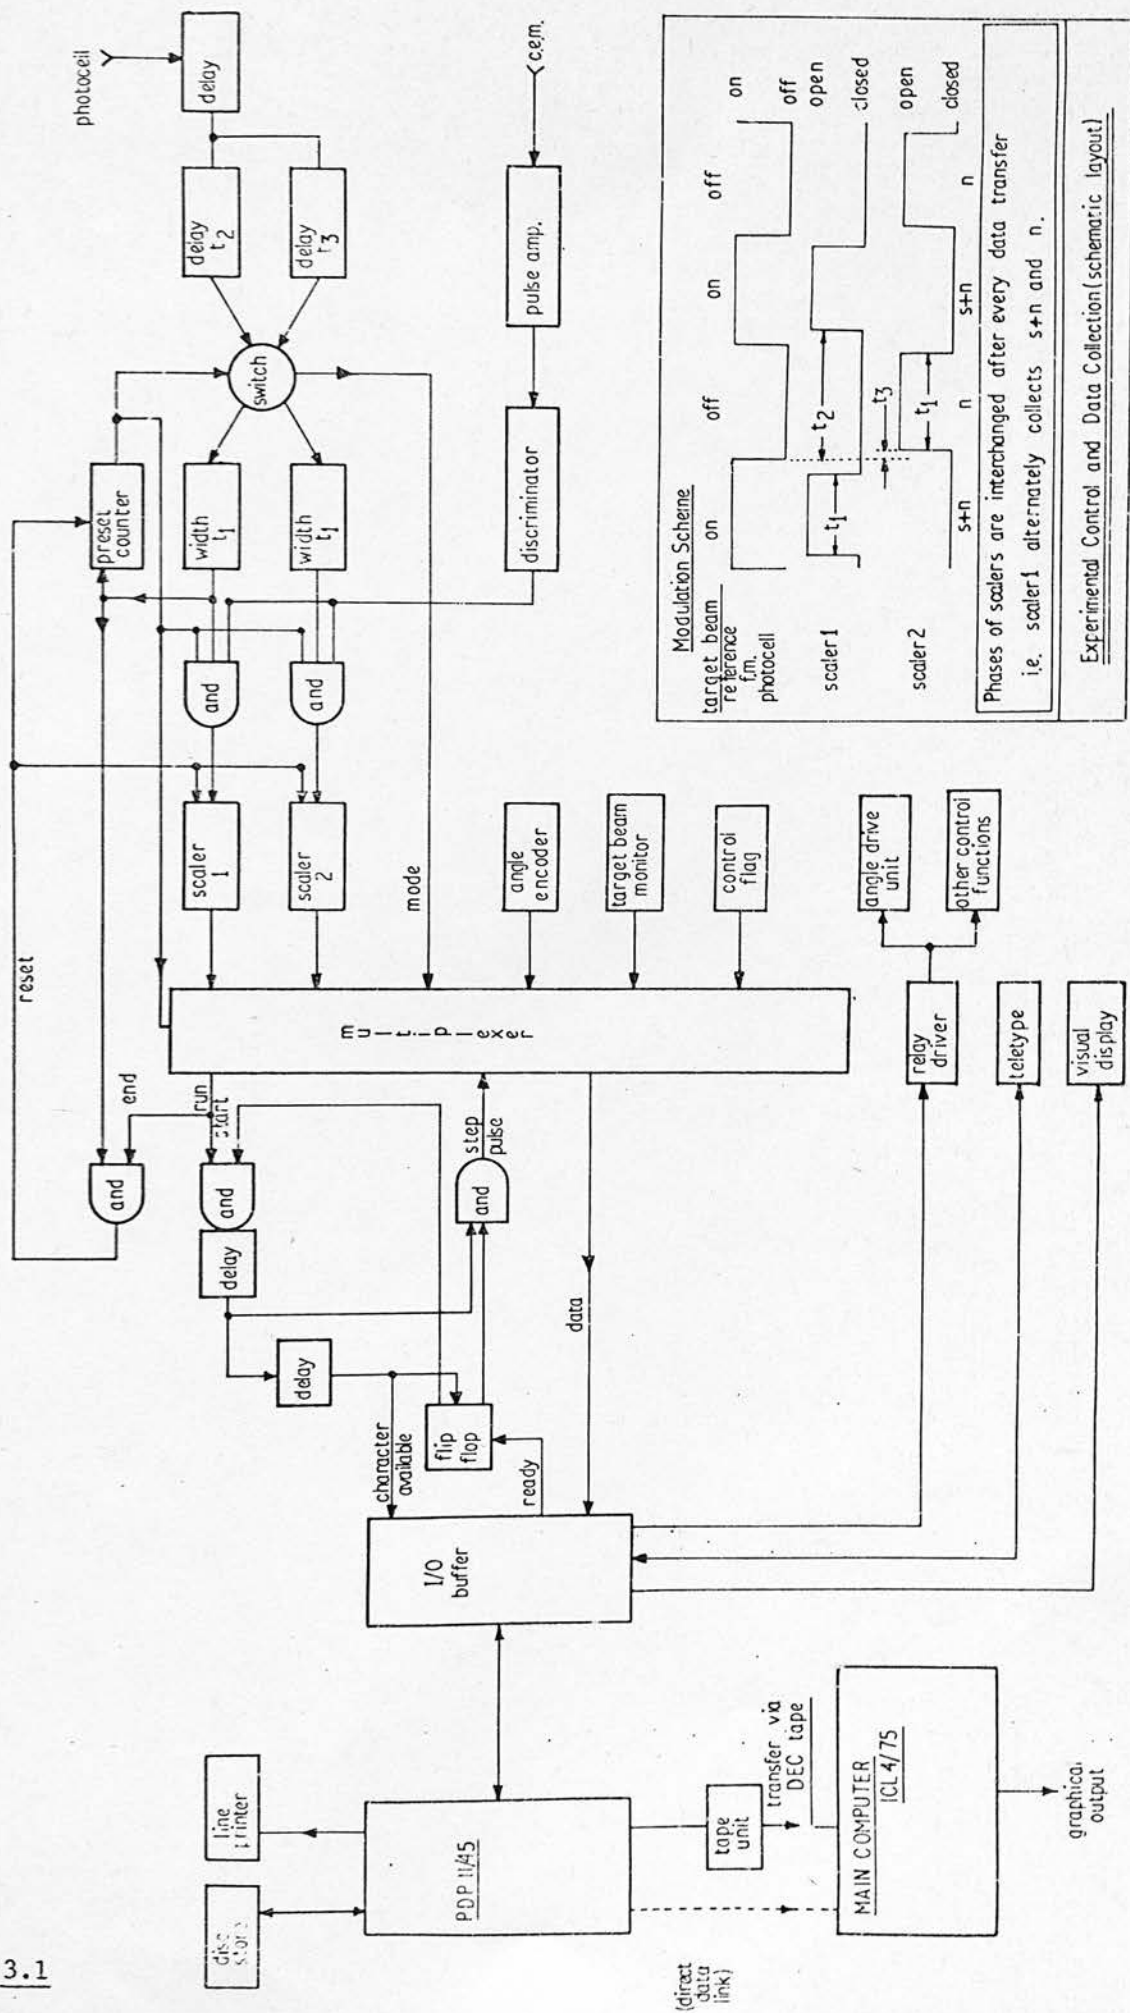 3.1
photocell
delay
delay
t2
delay
t3
switch
preset
counter
width
t1
width
t1
pulse amp.
c.e.m.
discriminator
and
and
scaler
1
scaler
2
mode
reset
angle
encoder
target beam
monitor
control
flag
multiplexer
end
run
start
and
and
delay
delay
step
pulse
and
character
available
flip
flop
ready
data
I/O
buffer
relay
driver
angle drive
unit
other control
functions
teletype
visual
display
PDP 11/45
disc
store
line
printer
tape
unit
transfer via
DEC tape
(direct
data
link)
MAIN COMPUTER
ICL 4/75
graphical
output
Modulation Scheme
target beam
reference
f.m.
photocell
on
off
on
off
on
off
scaler1
t1
t2
open
closed
scaler2
t3
t1
open
closed
s+n
n
s+n
n
Phases of scalers are interchanged after every data transfer
i.e. scaler1 alternately collects s+n and n.
Experimental Control and Data Collection(schematic layout)